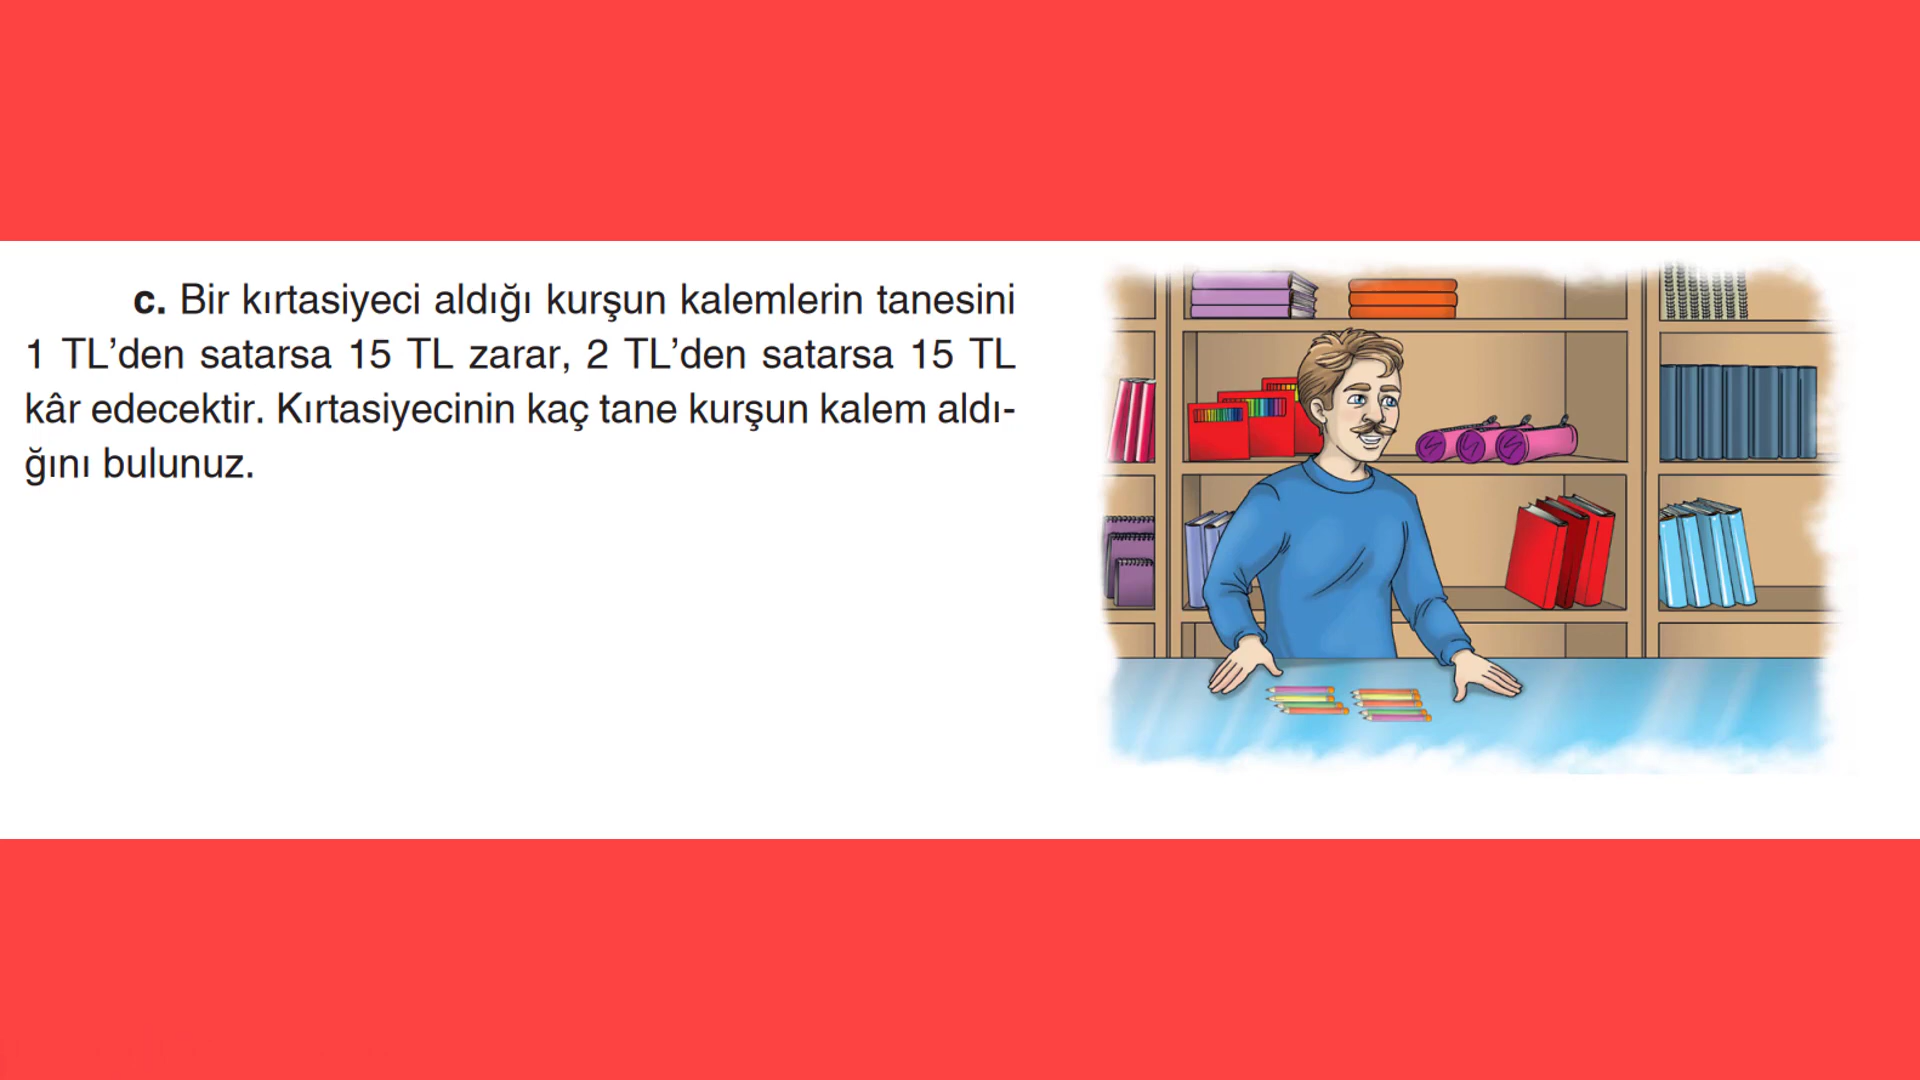 c. Bir kırtasiyeci aldığı kurşun kalemlerin tanesini
1 TL’den satarsa 15 TL zarar, 2 TL’den satarsa 15 TL
kâr edecektir. Kırtasiyecinin kaç tane kurşun kalem aldı-
ğını bulunuz.